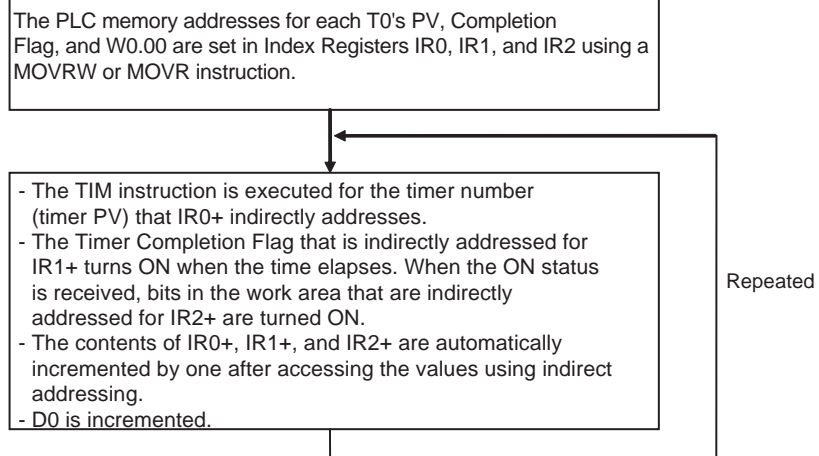 The PLC memory addresses for each T0's PV, Completion
Flag, and W0.00 are set in Index Registers IR0, IR1, and IR2 using a
MOVRW or MOVR instruction.
- The TIM instruction is executed for the timer number
(timer PV) that IR0+ indirectly addresses.
- The Timer Completion Flag that is indirectly addressed for
IR1+ turns ON when the time elapses. When the ON status
is received, bits in the work area that are indirectly
addressed for IR2+ are turned ON.
- The contents of IR0+, IR1+, and IR2+ are automatically
incremented by one after accessing the values using indirect
addressing.
- D0 is incremented.
Repeated